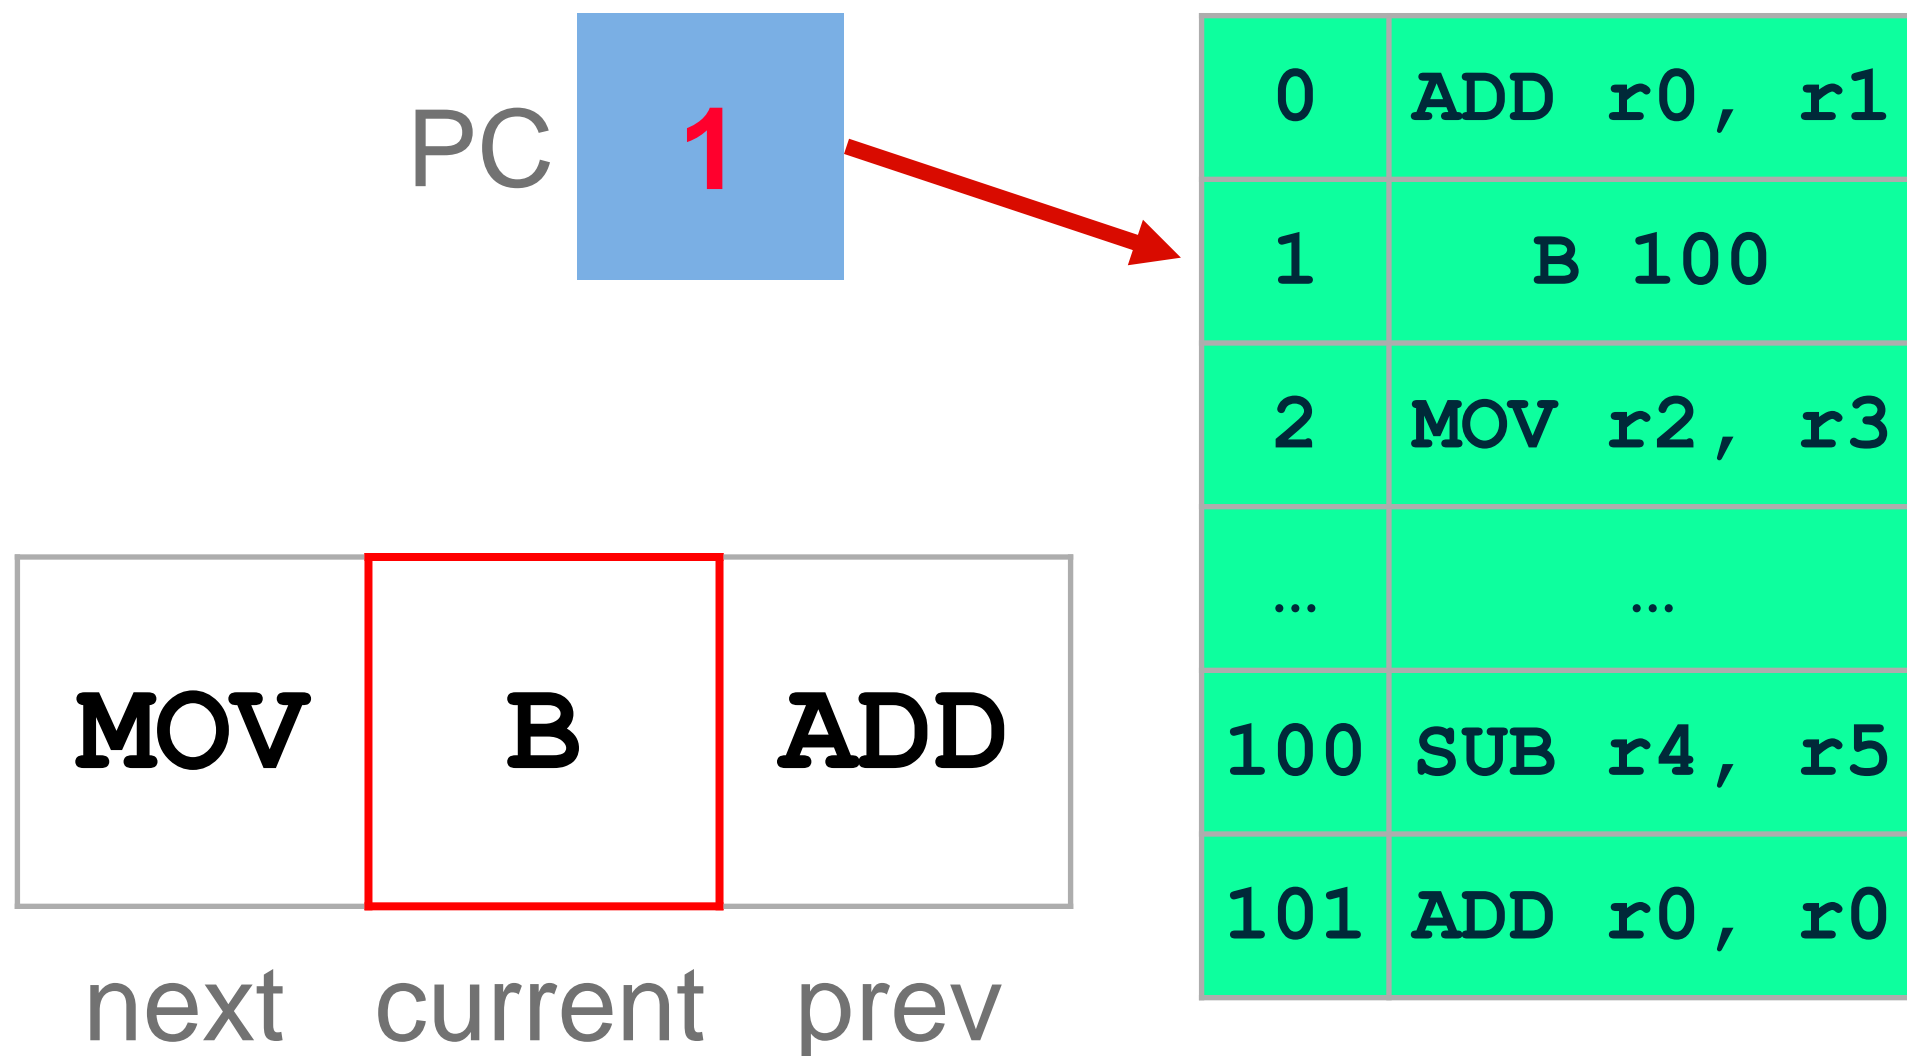 PC 1
0 ADD r0, r1
1 B 100
2 MOV r2, r3
… …
100 SUB r4, r5
101 ADD r0, r0
MOV B ADD
next current prev